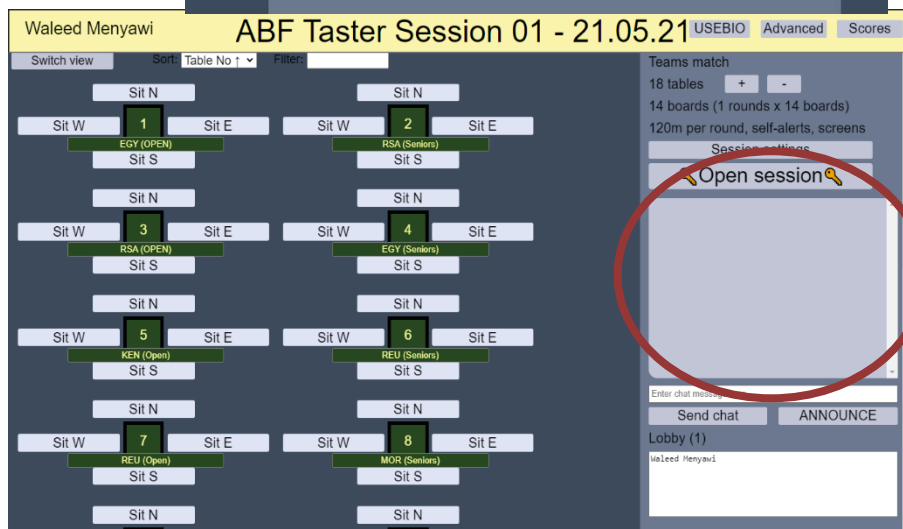 Waleed Menyawi ABF Taster Session 01 - 21.05.21 USEBIO Advanced Scores
Switch view Sort: Table No ↑ Filter:
Sit N Sit N
Sit W 1 Sit E Sit W 2 Sit E
EGY (OPEN) RSA (Seniors)
Sit S Sit S
Sit N Sit N
Sit W 3 Sit E Sit W 4 Sit E
RSA (OPEN) EGY (Seniors)
Sit S Sit S
Sit N Sit N
Sit W 5 Sit E Sit W 6 Sit E
KEN (Open) REU (Seniors)
Sit S Sit S
Sit N Sit N
Sit W 7 Sit E Sit W 8 Sit E
REU (Open) MOR (Seniors)
Sit S Sit S
Sit N Sit N
Teams match
18 tables + -
14 boards (1 rounds x 14 boards)
120m per round, self-alerts, screens
Session settings
Open session
Enter chat message
Send chat ANNOUNCE
Lobby (1)
Waleed Menyawi